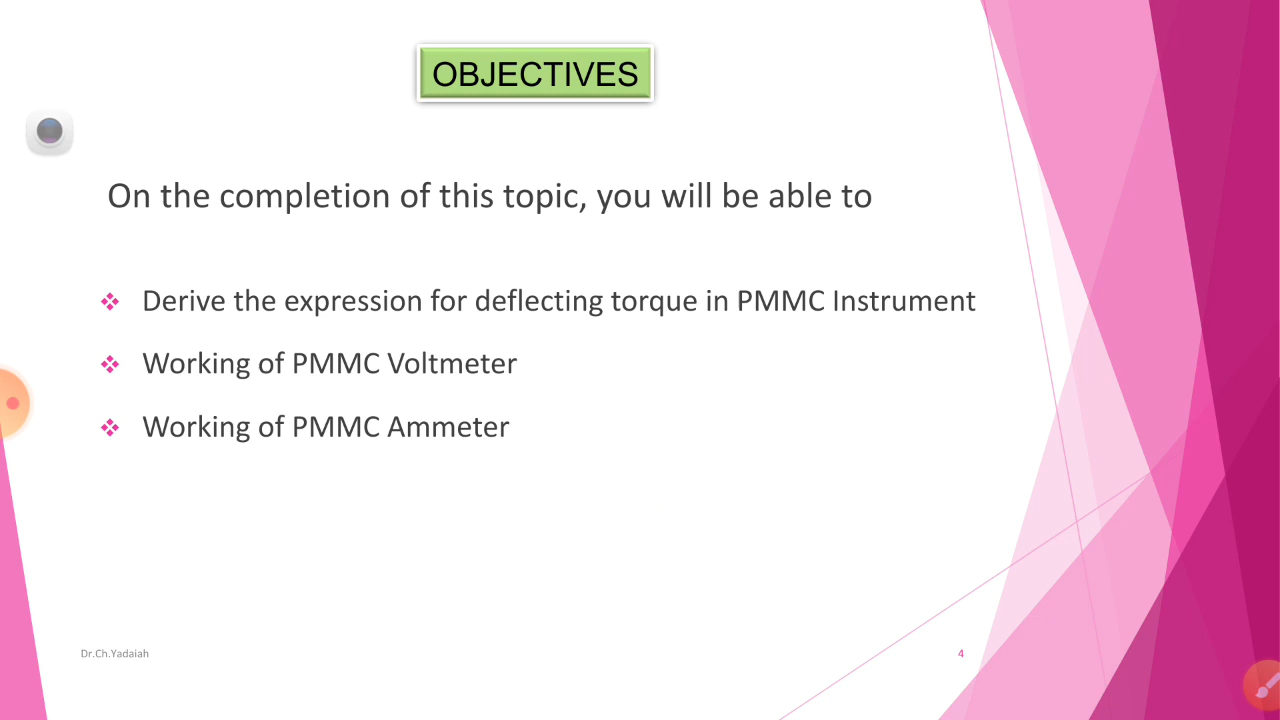 OBJECTIVES
On the completion of this topic, you will be able to
Derive the expression for deflecting torque in PMMC Instrument
Working of PMMC Voltmeter
Working of PMMC Ammeter
Dr.Ch.Yadaiah
4